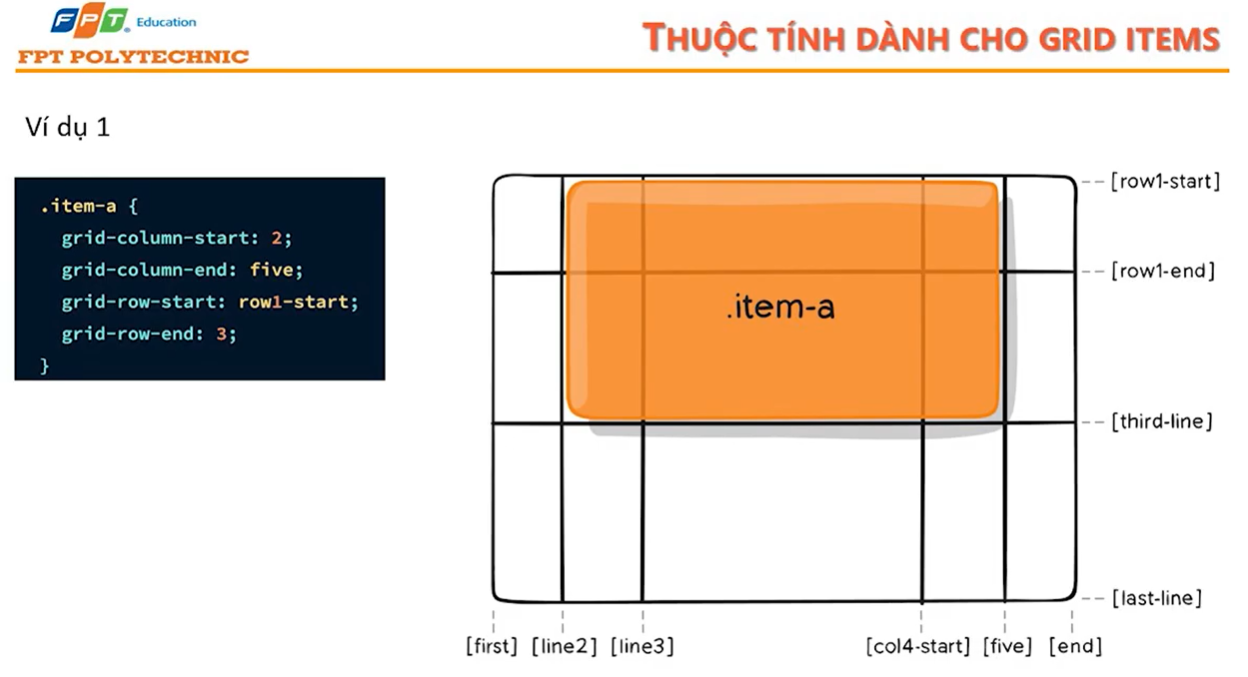 FPT Education
FPT POLYTECHNIC
THUỘC TÍNH DÀNH CHO GRID ITEMS
Ví dụ 1
.item-a {
grid-column-start: 2;
grid-column-end: five;
grid-row-start: row1-start;
grid-row-end: 3;
}
.item-a
[row1-start]
[row1-end]
[third-line]
[last-line]
[first] [line2] [line3] [col4-start] [five] [end]